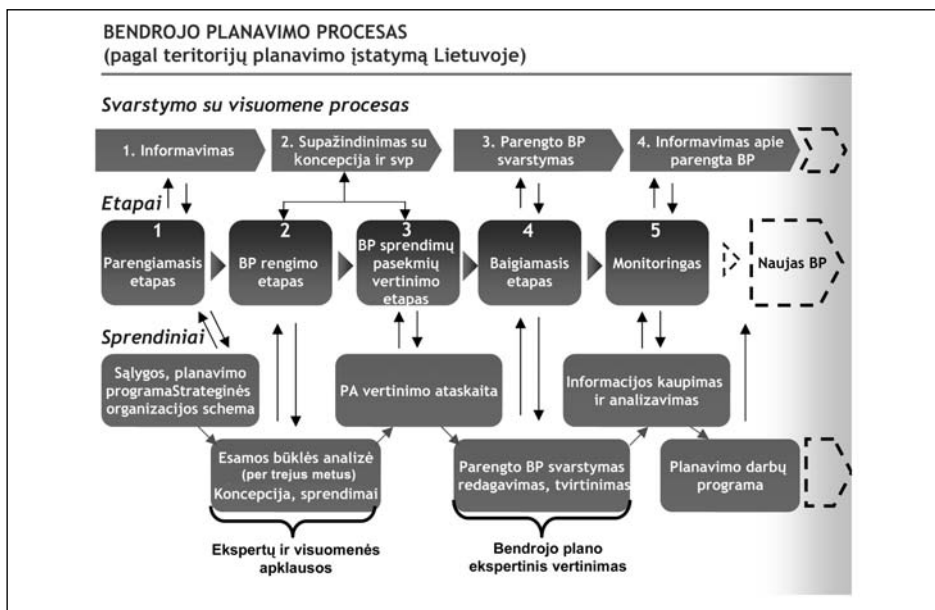 BENDROJO PLANAVIMO PROCESAS
(pagal teritorijų planavimo įstatymą Lietuvoje)
Svarstymo su visuomene procesas
1. Informavimas
2. Supažindinimas su
koncepcija ir svp
3. Parengto BP
svarstymas
4. Informavimas apie
parengta BP
Etapai
1
Parengiamasis
etapas
2
BP rengimo
etapas
3
BP sprendimų
pasekmių
vertinimo
etapas
4
Baigiamasis
etapas
5
Monitoringas
Naujas BP
Sprendiniai
Sąlygos, planavimo
programaStrateginės
organizacijos schema
PA vertinimo ataskaita
Informacijos kaupimas
ir analizavimas
Esamos būklės analizė
(per trejus metus)
Koncepcija, sprendimai
Parengto BP svarstymas
redagavimas, tvirtinimas
Planavimo darbų
programa
Ekspertų ir visuomenės
apklausos
Bendrojo plano
ekspertinis vertinimas